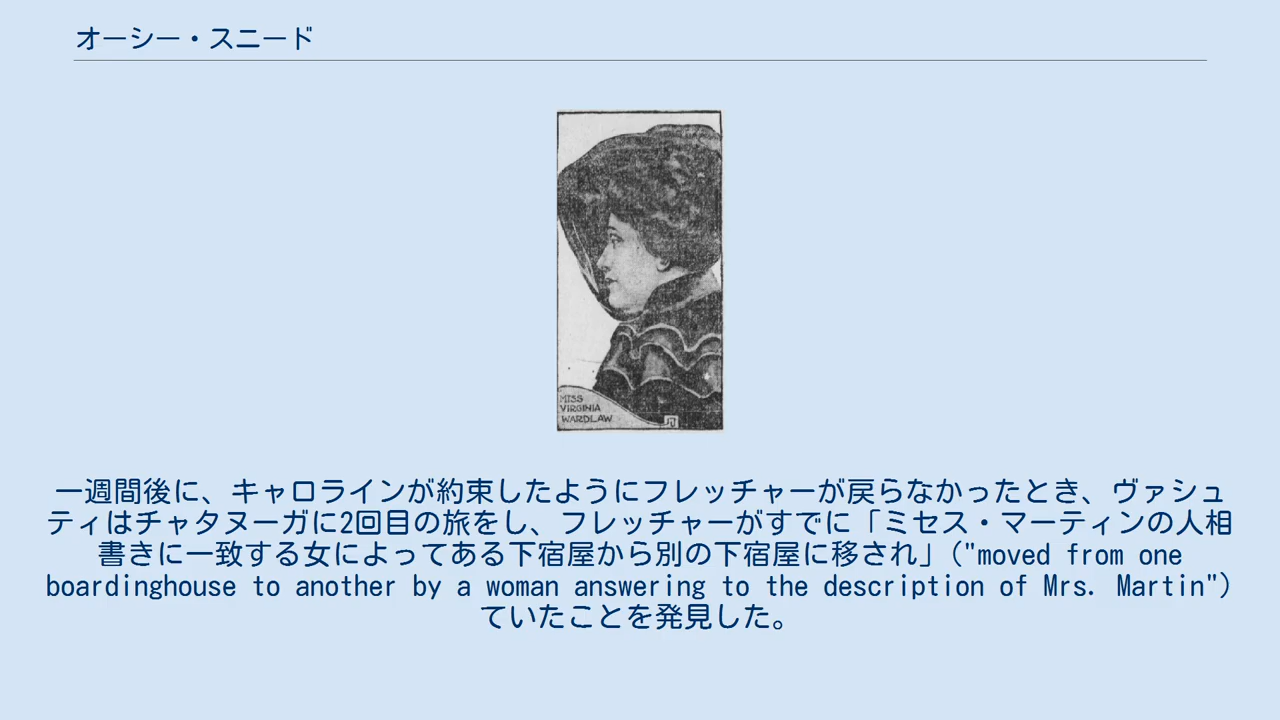 オーシー・スニード
MISS
VIRGINIA
WARDLAW
一週間後に、キャロラインが約束したようにフレッチャーが戻らなかったとき、ヴァシュ
ティはチャタヌーガに2回目の旅をし、フレッチャーがすでに「ミセス・マーティンの人相
書きに一致する女によってある下宿屋から別の下宿屋に移され」("moved from one
boardinghouse to another by a woman answering to the description of Mrs. Martin")
ていたことを発見した。